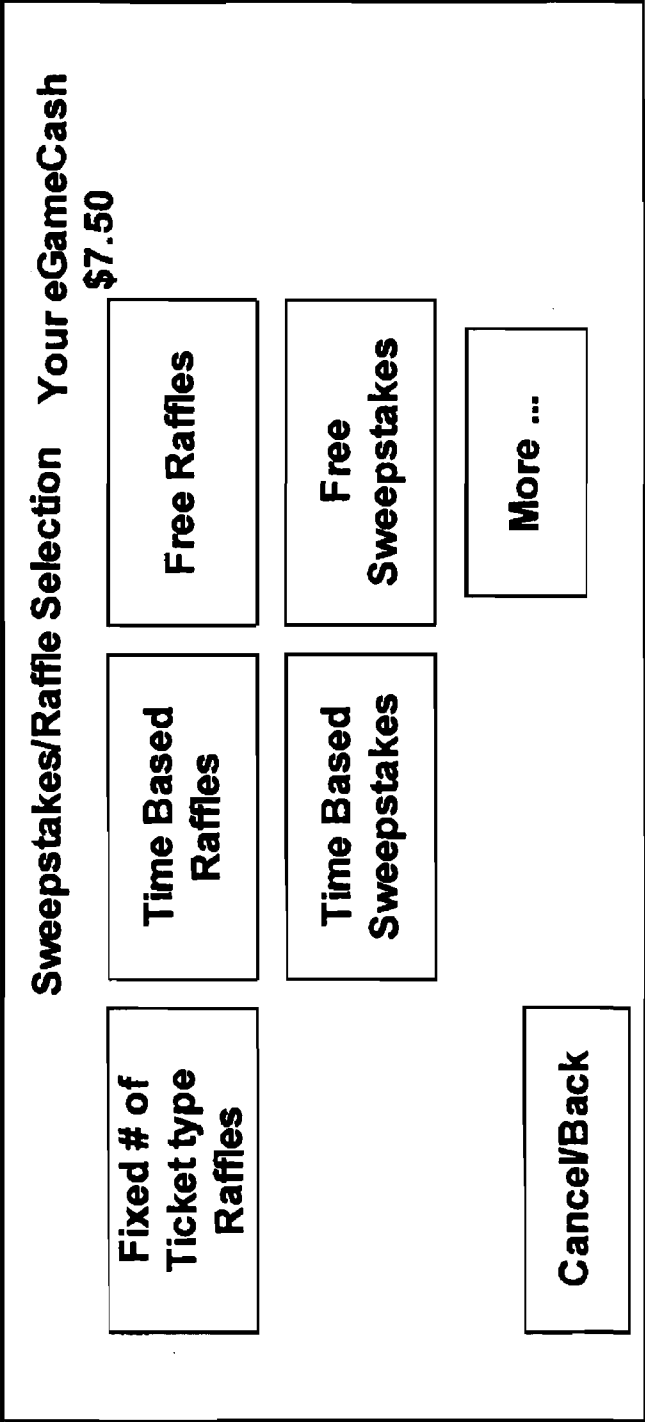 Sweepstakes/Raffle Selection Your eGameCash
$7.50
Fixed # of
Ticket type
Raffles
Time Based
Raffles
Free Raffles
Time Based
Sweepstakes
Free
Sweepstakes
More ...
Cancel/Back